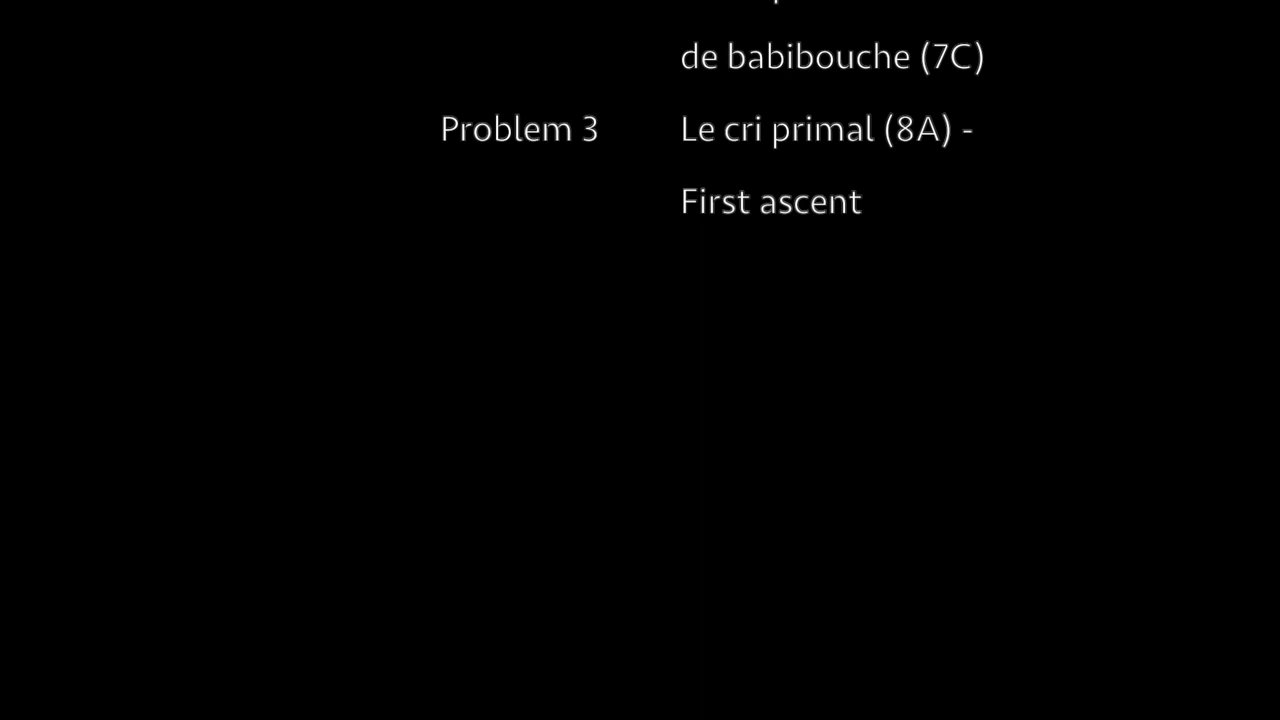 de babibouche (7C)
Problem 3 Le cri primal (8A) -
First ascent